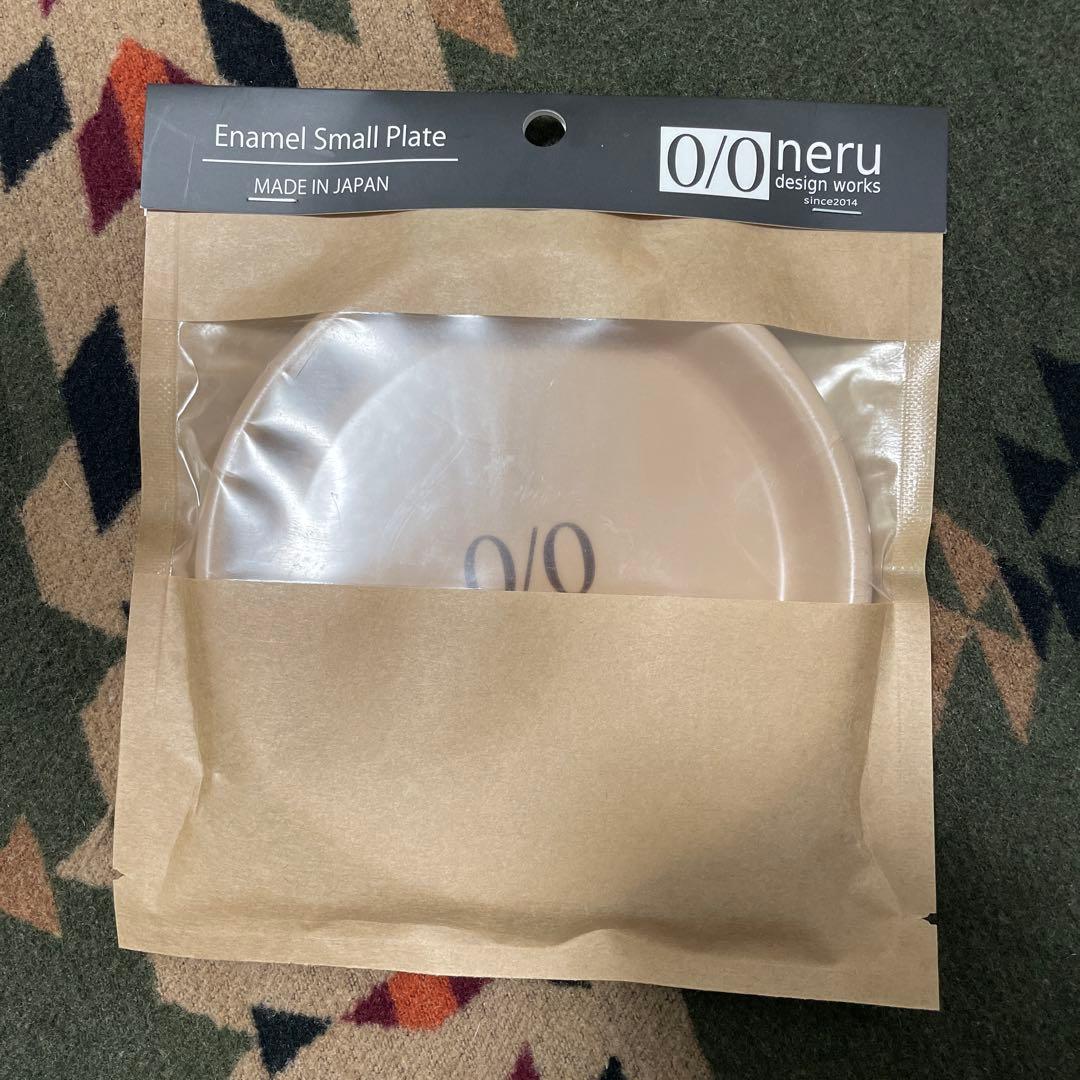 Enamel Small Plate
MADE IN JAPAN
0/0 neru
design works
since2014
0/0